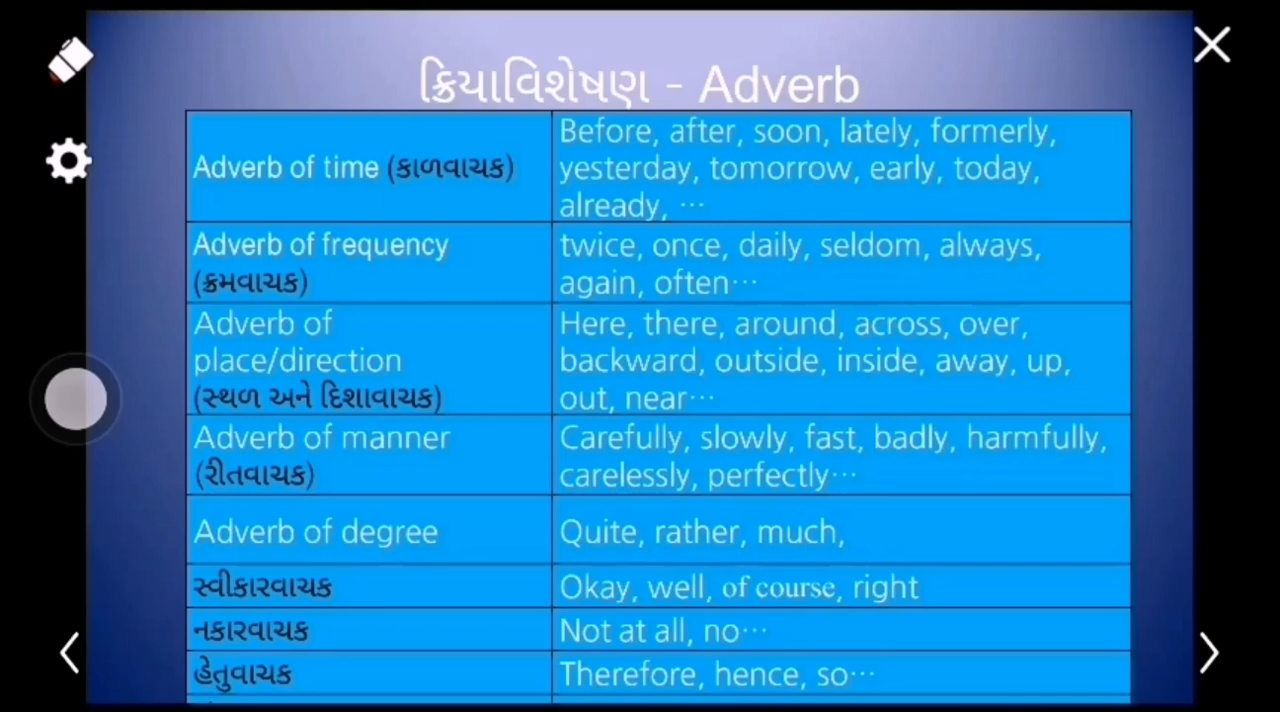 ક્રિયાવિશેષણ - Adverb
Adverb of time (કાળવાચક)
Before, after, soon, lately, formerly,
yesterday, tomorrow, early, today,
already, ...
Adverb of frequency
(ક્રમવાચક)
twice, once, daily, seldom, always,
again, often...
Adverb of
place/direction
(સ્થળ અને દિશાવાચક)
Here, there, around, across, over,
backward, outside, inside, away, up,
out, near...
Adverb of manner
(રીતવાચક)
Carefully, slowly, fast, badly, harmfully,
carelessly, perfectly...
Adverb of degree
Quite, rather, much,
સ્વીકારવાચક
Okay, well, of course, right
નકારવાચક
Not at all, no...
હેતુવાચક
Therefore, hence, so...